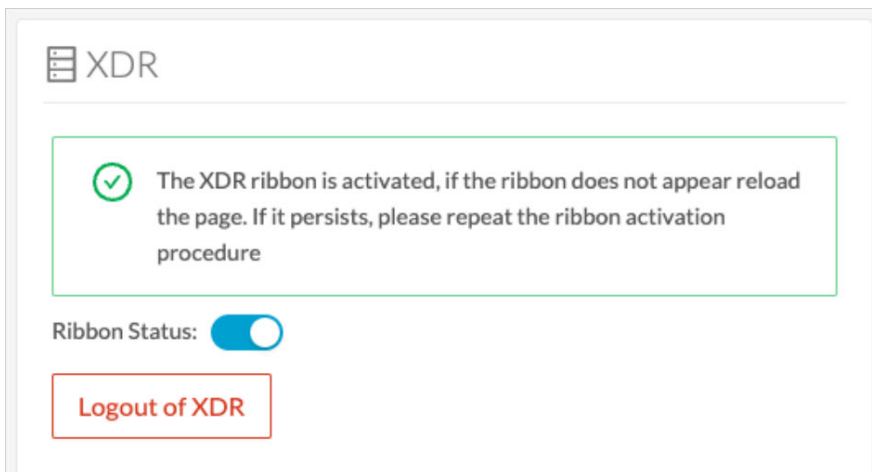 XDR
The XDR ribbon is activated, if the ribbon does not appear reload
the page. If it persists, please repeat the ribbon activation
procedure
Ribbon Status:
Logout of XDR